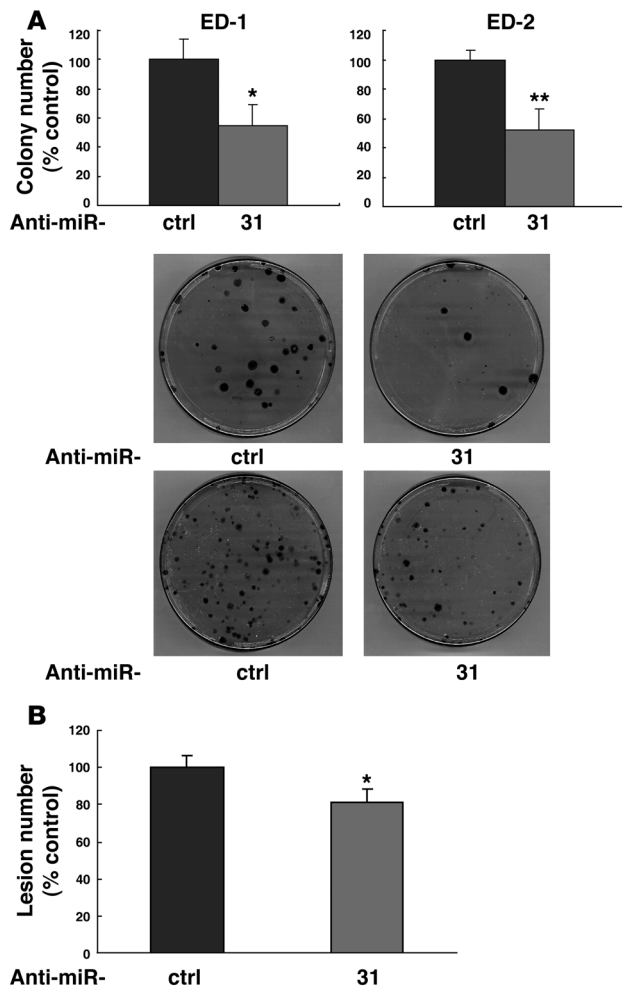 A
ED-1
ED-2
Colony number
(% control)
120
100
80
60
40
20
0
*
120
100
80
60
40
20
0
**
Anti-miR-
ctrl
31
ctrl
31
Anti-miR-
ctrl
31
Anti-miR-
ctrl
31
B
Lesion number
(% control)
120
100
80
60
40
20
0
*
Anti-miR-
ctrl
31